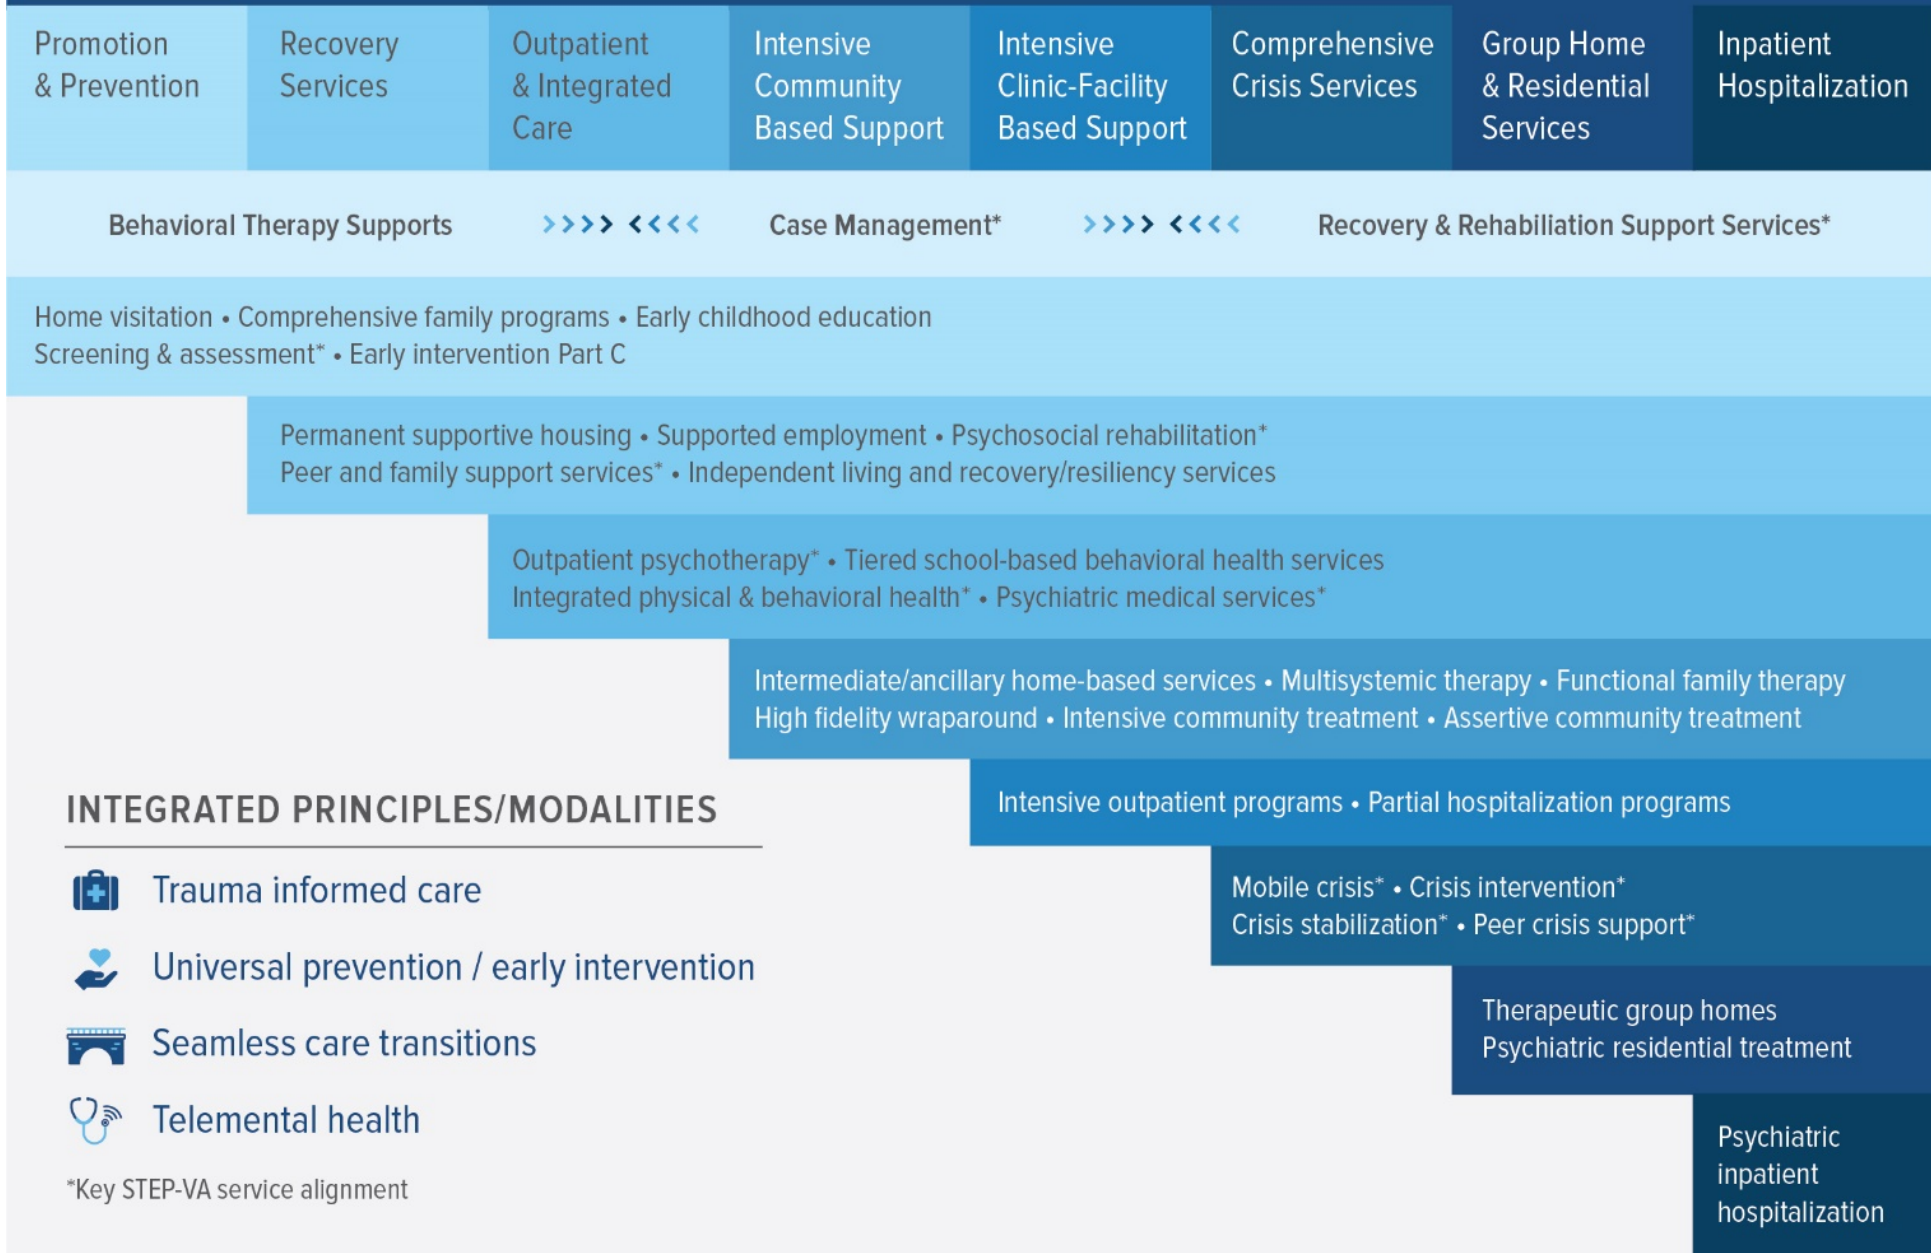 Promotion
& Prevention
Recovery
Services
Outpatient
& Integrated
Care
Intensive
Community
Based Support
Intensive
Clinic-Facility
Based Support
Comprehensive
Crisis Services
Group Home
& Residential
Services
Inpatient
Hospitalization
Behavioral Therapy Supports >>>> <<<< Case Management* >>>> <<<< Recovery & Rehabiliation Support Services*
Home visitation • Comprehensive family programs • Early childhood education
Screening & assessment* • Early intervention Part C
Permanent supportive housing • Supported employment • Psychosocial rehabilitation*
Peer and family support services* • Independent living and recovery/resiliency services
Outpatient psychotherapy* • Tiered school-based behavioral health services
Integrated physical & behavioral health* • Psychiatric medical services*
Intermediate/ancillary home-based services • Multisystemic therapy • Functional family therapy
High fidelity wraparound • Intensive community treatment • Assertive community treatment
Intensive outpatient programs • Partial hospitalization programs
Mobile crisis* • Crisis intervention*
Crisis stabilization* • Peer crisis support*
Therapeutic group homes
Psychiatric residential treatment
Psychiatric
inpatient
hospitalization
INTEGRATED PRINCIPLES/MODALITIES
Trauma informed care
Universal prevention / early intervention
Seamless care transitions
Telemental health
*Key STEP-VA service alignment